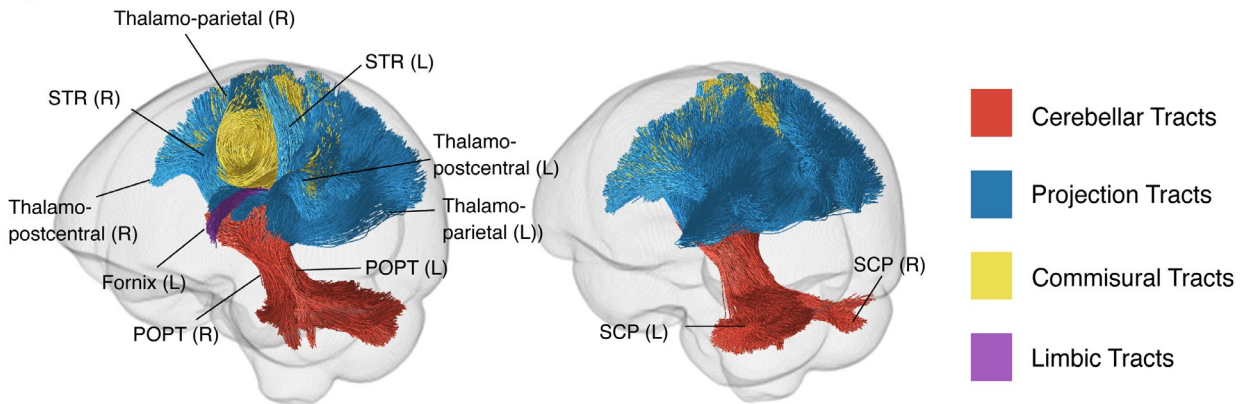 Thalamo-parietal (R)
STR (L)
STR (R)
Thalamo-
postcentral (L)
Thalamo-
postcentral (R)
Thalamo-
parietal (L))
Fornix (L)
POPT (L)
POPT (R)
SCP (R)
SCP (L)
Cerebellar Tracts
Projection Tracts
Commisural Tracts
Limbic Tracts